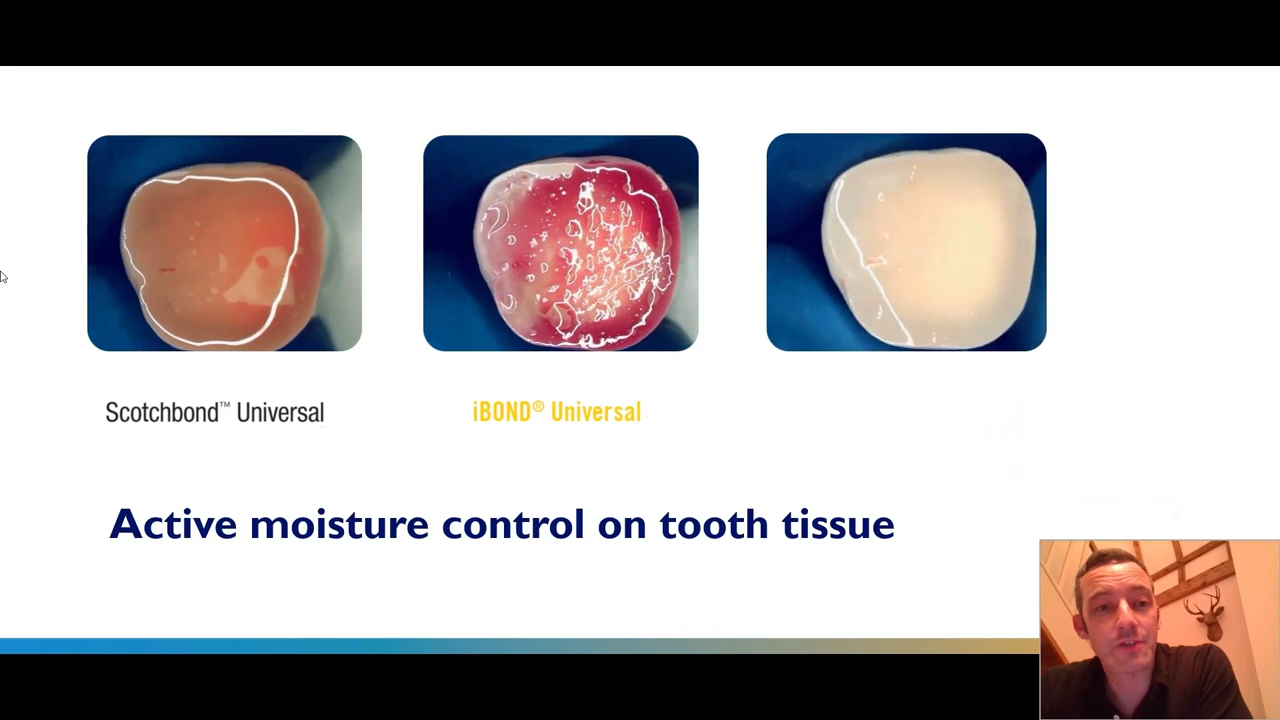 Scotchbond™ Universal
iBOND® Universal
Active moisture control on tooth tissue